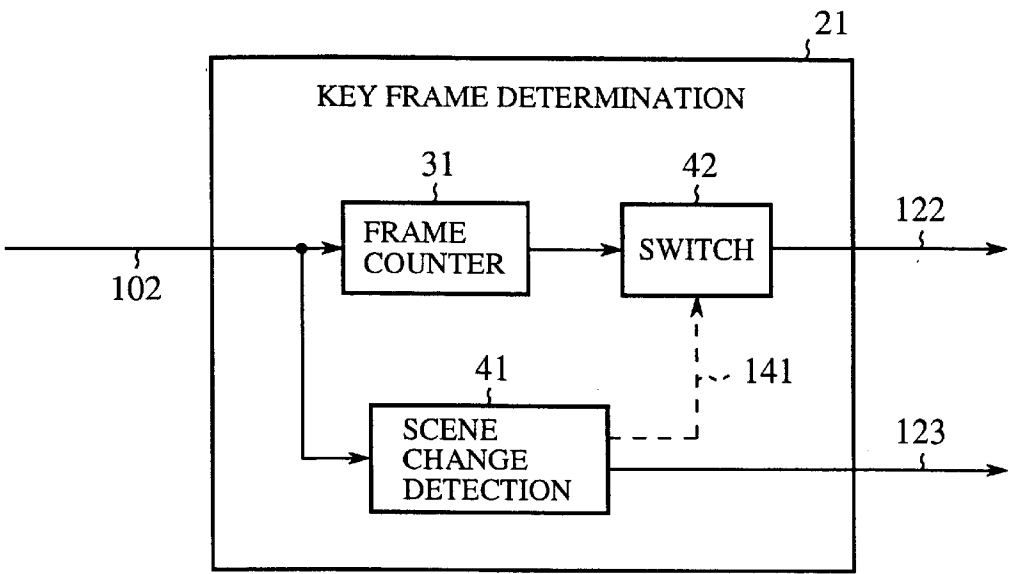 21
KEY FRAME DETERMINATION
31
42
122
FRAME
COUNTER
SWITCH
102
41
141
123
SCENE
CHANGE
DETECTION